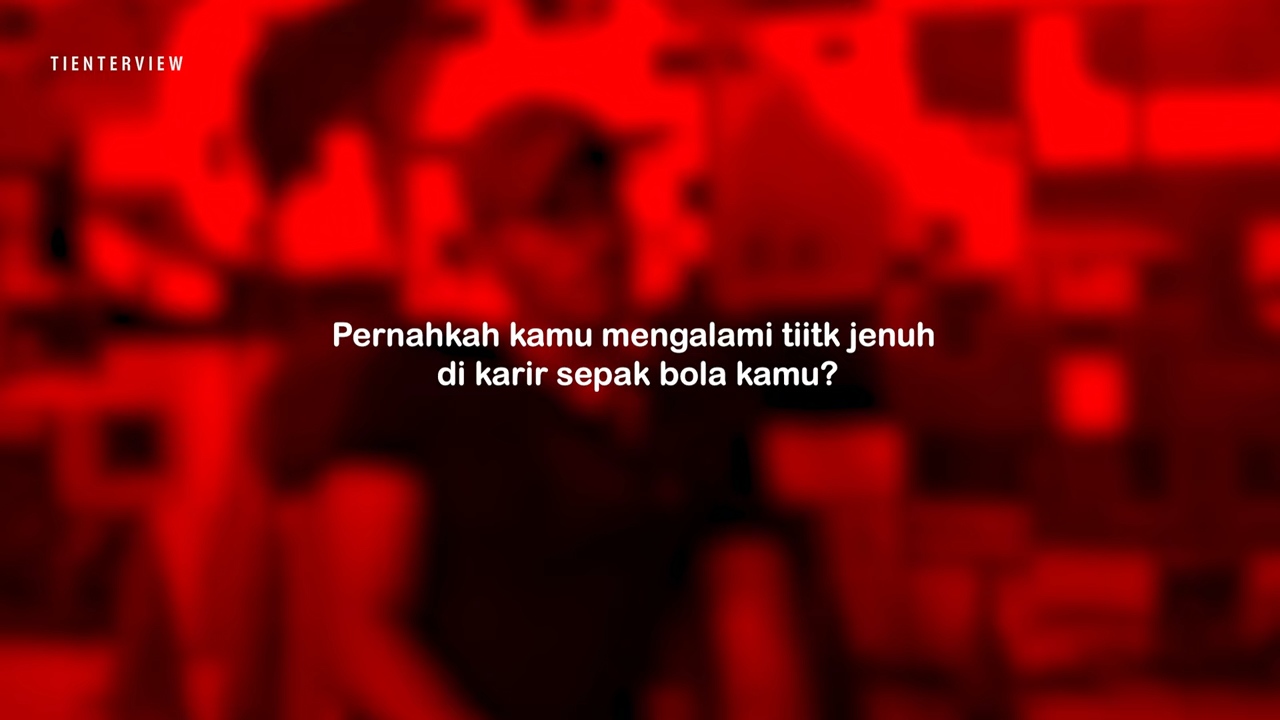 TIENTERVIEW
Pernahkah kamu mengalami tiitk jenuh
di karir sepak bola kamu?